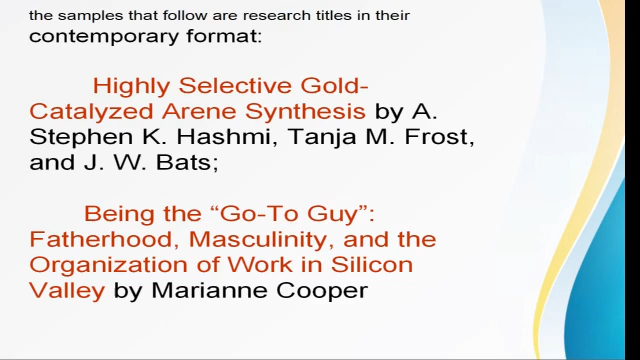 the samples that follow are research titles in their
contemporary format:
Highly Selective Gold-
Catalyzed Arene Synthesis by A.
Stephen K. Hashmi, Tanja M. Frost,
and J. W. Bats;
Being the “Go-To Guy”:
Fatherhood, Masculinity, and the
Organization of Work in Silicon
Valley by Marianne Cooper